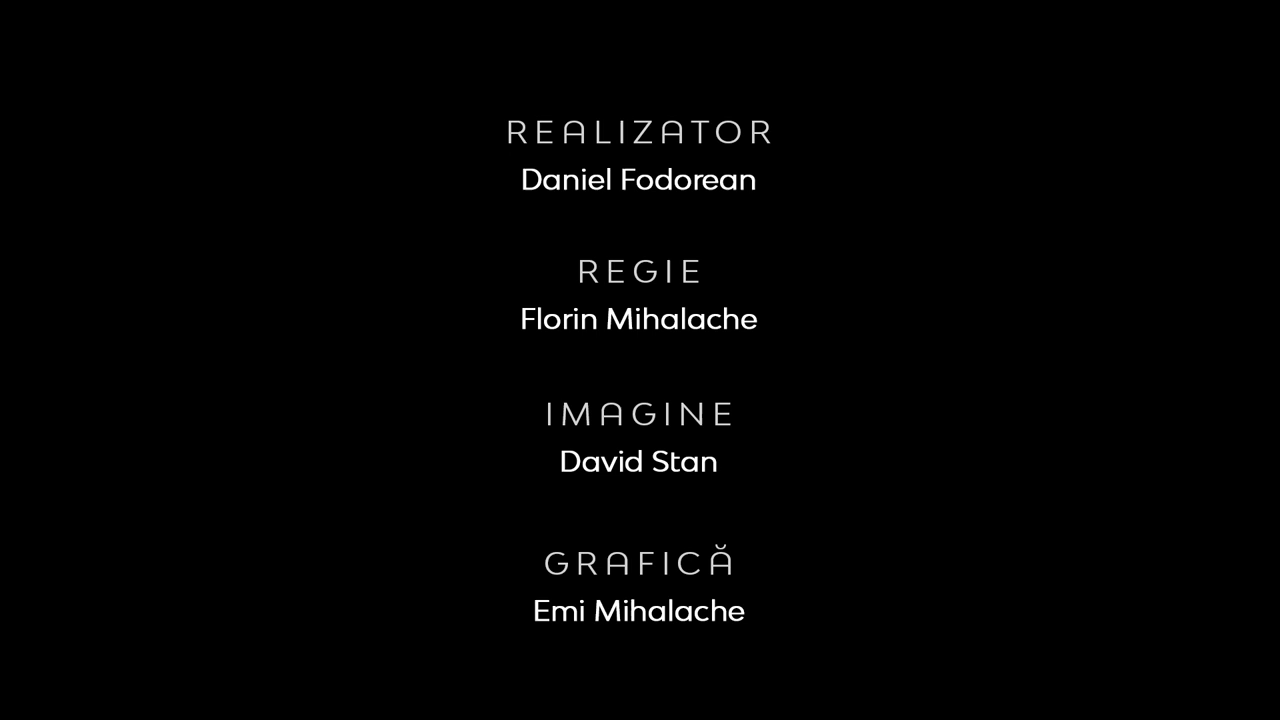 REALIZATOR
Daniel Fodorean
REGIE
Florin Mihalache
IMAGINE
David Stan
GRAFICĂ
Emi Mihalache